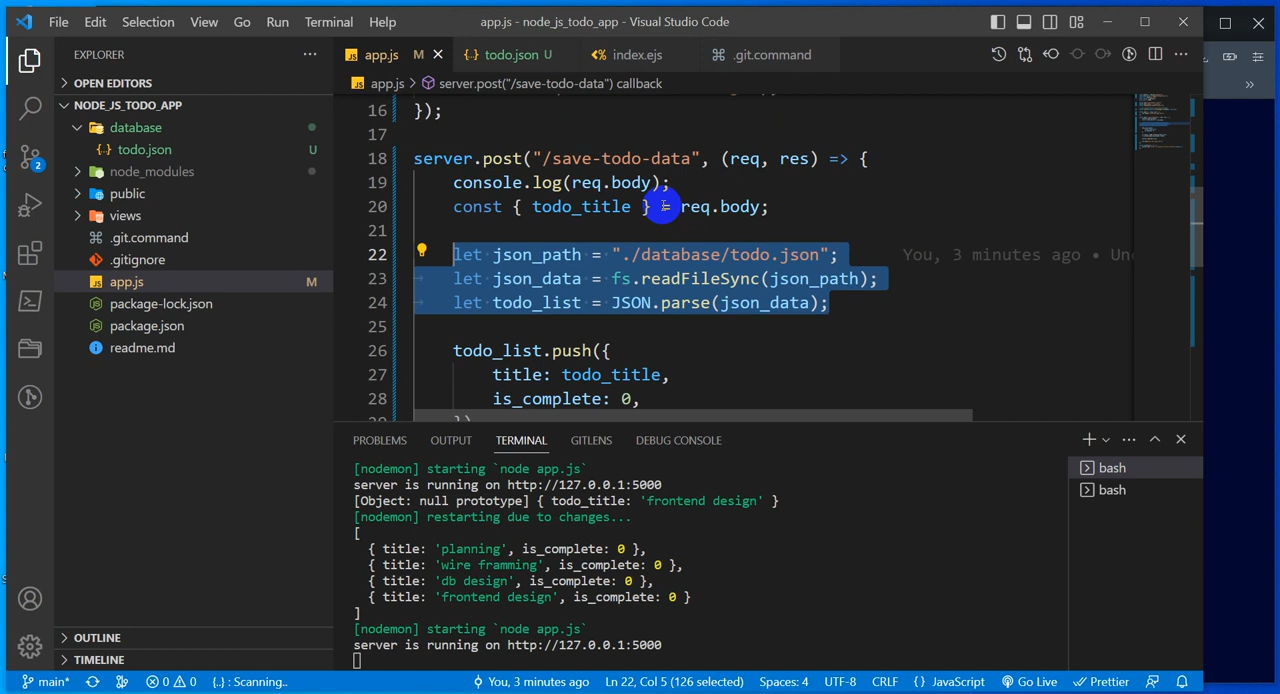 File Edit Selection View Go Run Terminal Help
app.js - node_js_todo_app - Visual Studio Code
EXPLORER
OPEN EDITORS
NODE_JS_TODO_APP
database
{..} todo.json U
node_modules
public
views
.git.command
.gitignore
app.js M
package-lock.json
package.json
readme.md
OUTLINE
TIMELINE
2
app.js M
{..} todo.json U
index.ejs
.git.command
app.js > server.post("/save-todo-data") callback
16 });
17
18 server.post("/save-todo-data", (req, res) => {
19 console.log(req.body);
20 const { todo_title } = req.body;
21
22 let json_path = "./database/todo.json";
You, 3 minutes ago •
23 let json_data = fs.readFileSync(json_path);
24 let todo_list = JSON.parse(json_data);
25
26 todo_list.push({
27 title: todo_title,
28 is_complete: 0,
PROBLEMS OUTPUT TERMINAL GITLENS DEBUG CONSOLE
bash
bash
[nodemon] starting `node app.js`
server is running on http://127.0.0.1:5000
[Object: null prototype] { todo_title: 'frontend design' }
[nodemon] restarting due to changes...
[
{ title: 'planning', is_complete: 0 },
{ title: 'wire framming', is_complete: 0 },
{ title: 'db design', is_complete: 0 },
{ title: 'frontend design', is_complete: 0 }
]
[nodemon] starting `node app.js`
server is running on http://127.0.0.1:5000
main* 0 0 {..} : Scanning.. You, 3 minutes ago Ln 22, Col 5 (126 selected) Spaces: 4 UTF-8 CRLF {} JavaScript Go Live Prettier